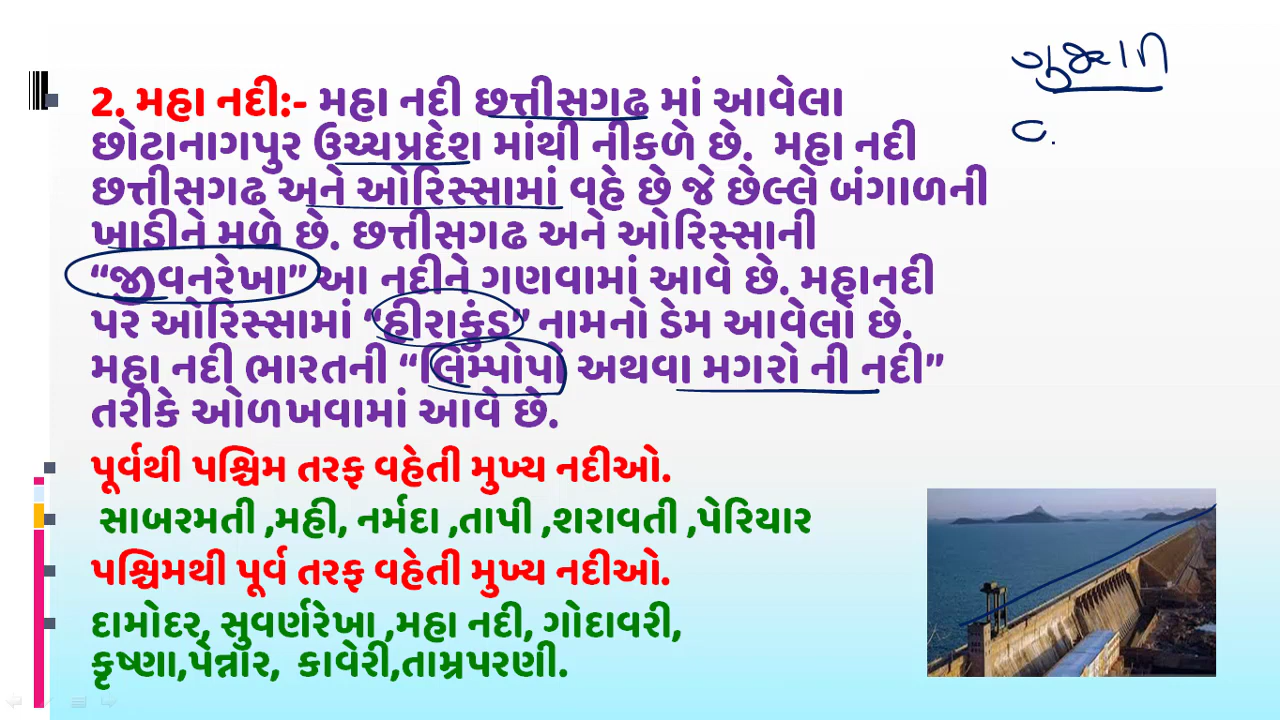 ગુજરાત
2. મહા નદી:- મહા નદી છત્તીસગઢ માં આવેલા
છોટાનાગપુર ઉચ્ચપ્રદેશ માંથી નીકળે છે. મહા નદી
છત્તીસગઢ અને ઓરિસ્સામાં વહે છે જે છેલ્લે બંગાળની
ખાડીને મળે છે. છત્તીસગઢ અને ઓરિસ્સાની
“જીવનરેખા” આ નદીને ગણવામાં આવે છે. મહાનદી
પર ઓરિસ્સામાં “હીરાકુંડ” નામનો ડેમ આવેલો છે.
મહા નદી ભારતની “લિમ્પોપો અથવા મગરો ની નદી”
તરીકે ઓળખવામાં આવે છે.
પૂર્વથી પશ્ચિમ તરફ વહેતી મુખ્ય નદીઓ.
સાબરમતી ,મહી, નર્મદા ,તાપી ,શરાવતી ,પેરિયાર
પશ્ચિમથી પૂર્વ તરફ વહેતી મુખ્ય નદીઓ.
દામોદર, સુવર્ણરેખા ,મહા નદી, ગોદાવરી,
કૃષ્ણા,પેન્નાર, કાવેરી,તામ્રપરણી.